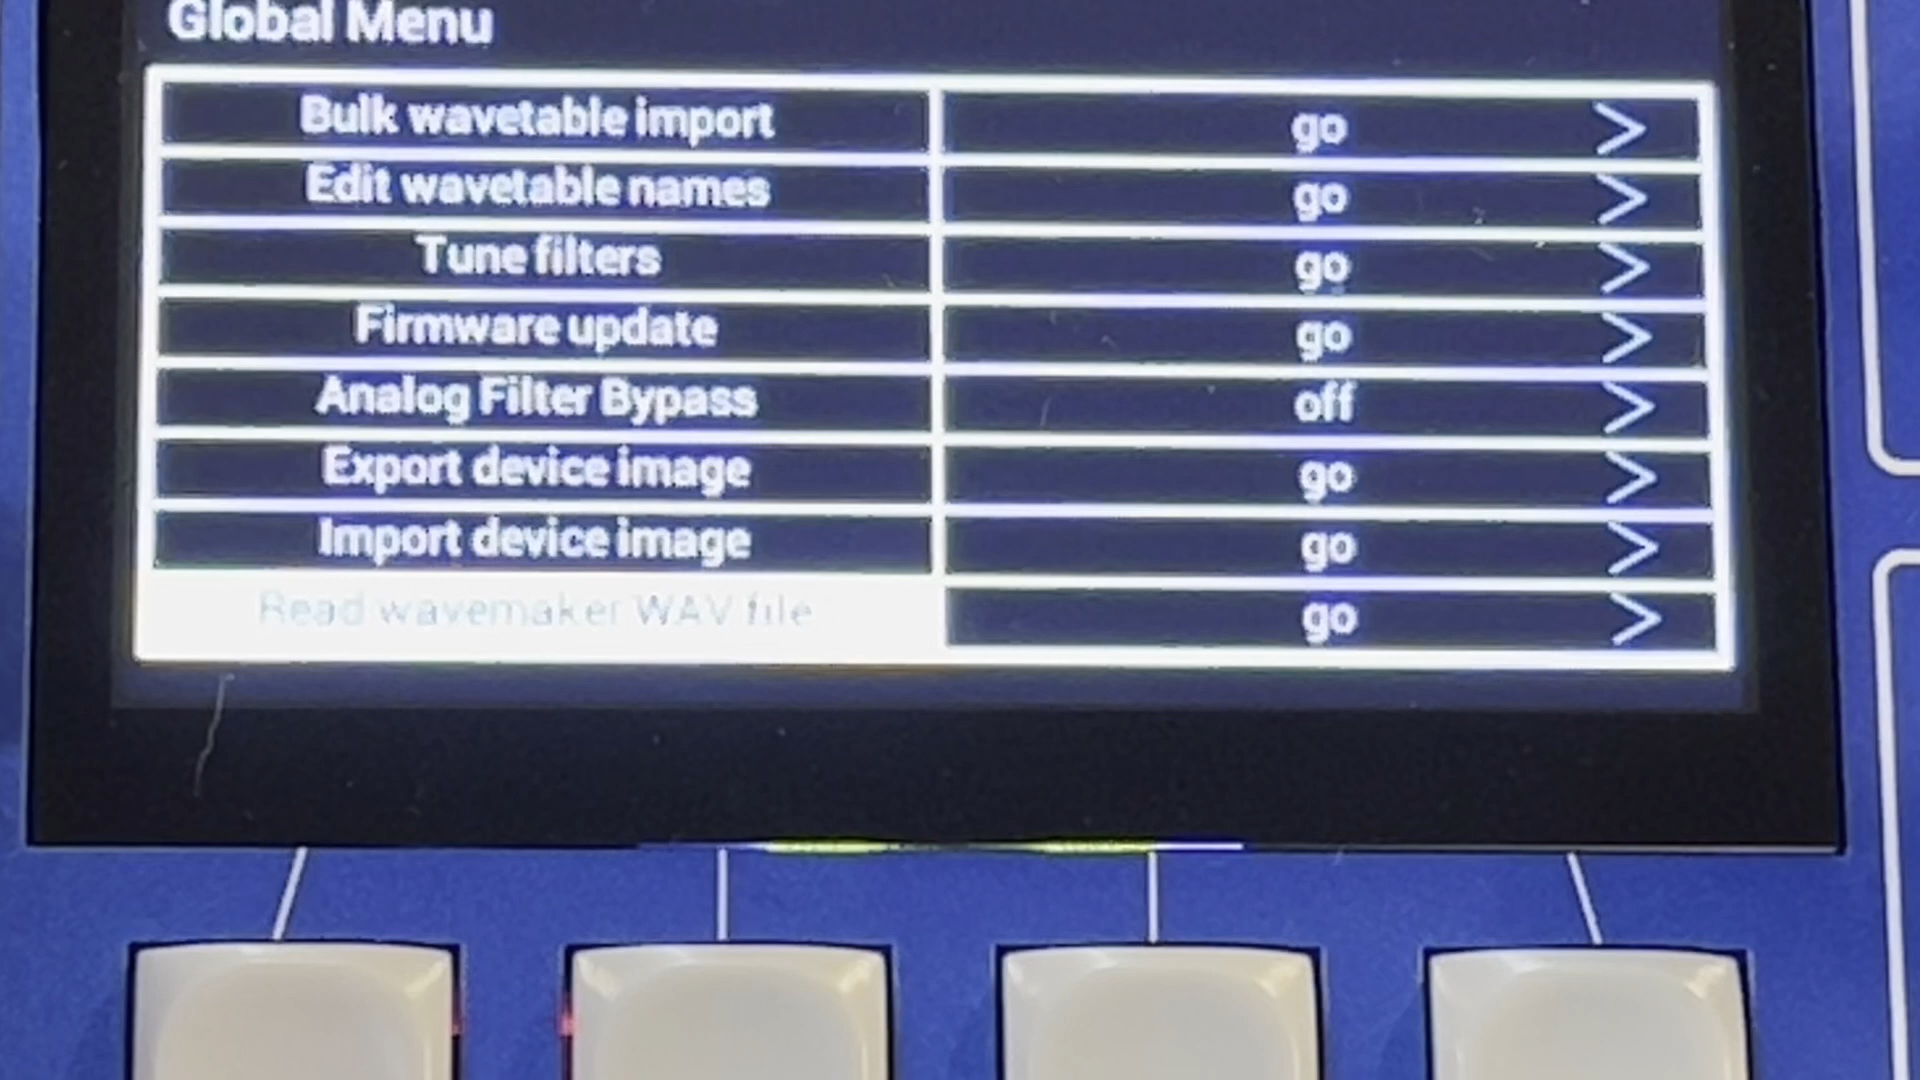 Global Menu
Bulk wavetable import go >
Edit wavetable names go >
Tune filters go >
Firmware update go >
Analog Filter Bypass off >
Export device image go >
Import device image go >
Read wavemaker WAV file go >